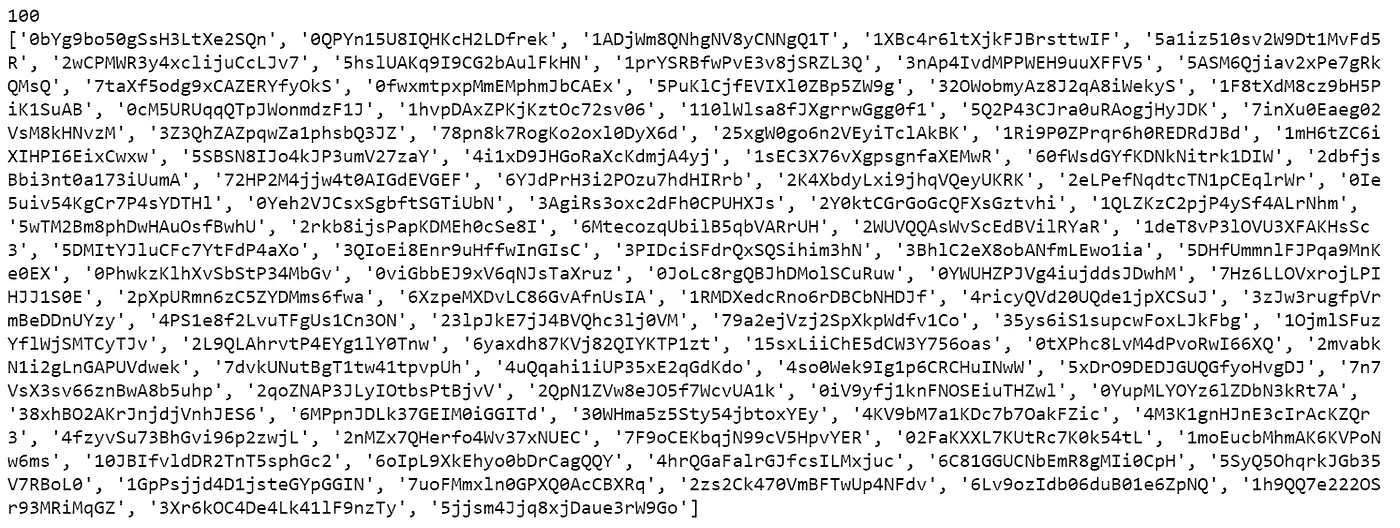 100
['0bYg9bo50gSsH3LtXe2SQn', '0QPYn15U8IQHKcH2LDfrek', '1ADjWm8QNhgNV8yCNNgQ1T', '1XBc4r6ltXjkFJBrsttwIF', '5a1iz510sv2W9Dt1MvFd5
R', '2wCPMWR3y4xclijuCcLJv7', '5hslUAKq9I9CG2bAulFkHN', '1prYSRBfwPvE3v8jSRZL3Q', '3nAp4IvdMPPWEH9uuXFFV5', '5ASM6Qjiav2xPe7gRk
QMsQ', '7taXf5odg9xCAZERYfyOkS', '0fwxmtpxpMmEMphmJbCAEx', '5PuKlCjfEVIXl0ZBp5ZW9g', '32OWobmyAz8J2qA8iWekyS', '1F8tXdM8cz9bH5P
iK1SuAB', '0cM5URUqqQTpJWonmdzF1J', '1hvpDAxZPKjKztOc72sv06', '110lWlsa8fJXgrrwGgg0f1', '5Q2P43CJra0uRAogjHyJDK', '7inXu0Eaeg02
VsM8kHNvzM', '3Z3QhZAZpqwZa1phsbQ3JZ', '78pn8k7RogKo2oxl0DyX6d', '25xgW0go6n2VEyiTclAkBK', '1Ri9P0ZPrqr6h0REDRdJBd', '1mH6tZC6i
XIHPI6EixCwxw', '5SBSN8IJo4kJP3umV27zaY', '4i1xD9JHGoRaXcKdmjA4yj', '1sEC3X76vXgpsgnfaXEMwR', '60fWsdGYfKDNkNitrk1DIW', '2dbfjs
Bbi3nt0a173iUumA', '72HP2M4jjw4t0AIGdEVGEF', '6YJdPrH3i2POzu7hdHIRrb', '2K4XbdyLxi9jhqVQeyUKRK', '2eLPefNqdtcTN1pCEqlrWr', '0Ie
5uiv54KgCr7P4sYDTHl', '0Yeh2VJCsxSgbftSGTiUbN', '3AgiRs3oxc2dFh0CPUHXJs', '2Y0ktCGrGoGcQFXsGztvhi', '1QLZKzC2pjP4ySf4ALrNhm',
'5wTM2Bm8phDwHAuOsfBwhU', '2rkb8ijsPapKDMEh0cSe8I', '6MtecozqUbilB5qbVARrUH', '2WUVQQAsWvScEdBVilRYaR', '1deT8vP3lOVU3XFAKHsSc
3', '5DMItYJluCFc7YtFdP4aXo', '3QIoEi8Enr9uHffwInGIsC', '3PIDciSFdrQxSQSihim3hN', '3BhlC2eX8obANfmLEwo1ia', '5DHfUmmnlFJPqa9MnK
e0EX', '0PhwkzKlhXvSbStP34MbGv', '0viGbbEJ9xV6qNJsTaXruz', '0JoLc8rgQBJhDMolSCuRuw', '0YWUHZPJVg4iujddsJDwhM', '7Hz6LLOVxrojLPI
HJJ1S0E', '2pXpURmn6zC5ZYDMms6fwa', '6XzpeMXDvLC86GvAfnUsIA', '1RMDXedcRno6rDBCbNHDJf', '4ricyQVd20UQde1jpXCSuJ', '3zJw3rugfpVr
mBeDDnUYzy', '4PS1e8f2LvuTFgUs1Cn3ON', '23lpJkE7jJ4BVQhc3lj0VM', '79a2ejVzj2SpXkpWdfv1Co', '35ys6iS1supcwFoxLJkFbg', '1OjmlSFuz
YflWjSMTCyTJv', '2L9QLAhrvtP4EYg1lY0Tnw', '6yaxdh87KVj82QIYKTP1zt', '15sxLiiChE5dCW3Y756oas', '0tXPhc8LvM4dPvoRwI66XQ', '2mvabk
N1i2gLnGAPUVdwek', '7dvkUNutBgT1tw41tpvpUh', '4uQqahi1iUP35xE2qGdKdo', '4so0Wek9Ig1p6CRCHuINwW', '5xDrO9DEDJGUQGfyoHvgDJ', '7n7
VsX3sv66znBwA8b5uhp', '2qoZNAP3JLyIOtbsPtBjvV', '2QpN1ZVw8eJO5f7WcvUA1k', '0iV9yfj1knFNOSEiuTHZwl', '0YupMLYOYz6lZDbN3kRt7A',
'38xhBO2AKrJnjdjVnhJES6', '6MPpnJDLk37GEIM0iGGITd', '30WHma5z5Sty54jbtoxYEy', '4KV9bM7a1KDc7b7OakFZic', '4M3K1gnHJnE3cIrAcKZQr
3', '4fzyvSu73BhGvi96p2zwjL', '2nMZx7QHerfo4Wv37xNUEC', '7F9oCEKbqjN99cV5HpvYER', '02FaKXXL7KUtRc7K0k54tL', '1moEucbMhmAK6KVPoN
w6ms', '10JBIfvldDR2TnT5sphGc2', '6oIpL9XkEhyo0bDrCagQQY', '4hrQGaFalrGJfcsILMxjuc', '6C81GGUCNbEmR8gMIi0CpH', '5SyQ5OhqrkJGb35
V7RBoL0', '1GpPsjjd4D1jsteGYpGGIN', '7uoFMmxln0GPXQ0AcCBXRq', '2zs2Ck470VmBFTwUp4NFdv', '6Lv9ozIdb06duB01e6ZpNQ', '1h9QQ7e222OS
r93MRiMqGZ', '3Xr6kOC4De4Lk41lF9nzTy', '5jjsm4Jjq8xjDaue3rW9Go']